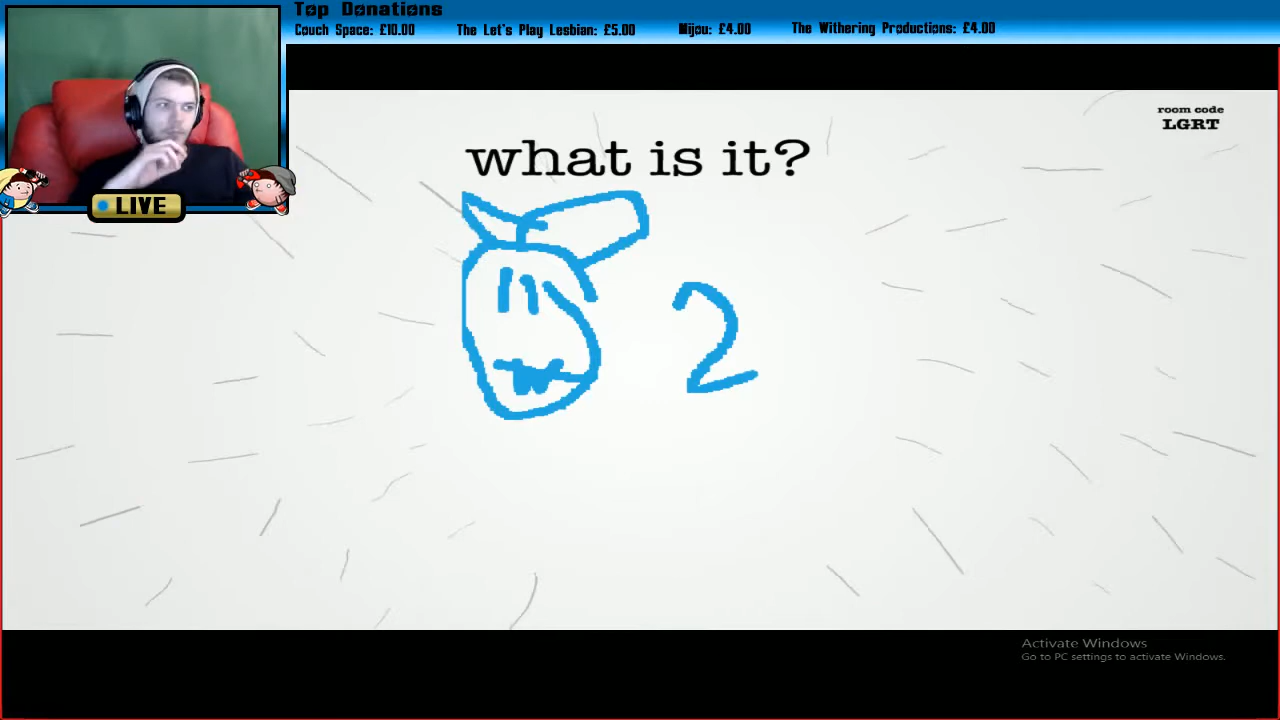 Top Donations
Couch Space: £10.00 The Let's Play Lesbian: £5.00 Mijou: £4.00 The Withering Productions: £4.00
LIVE
room code
LGRT
what is it?
2
Activate Windows
Go to PC settings to activate Windows.